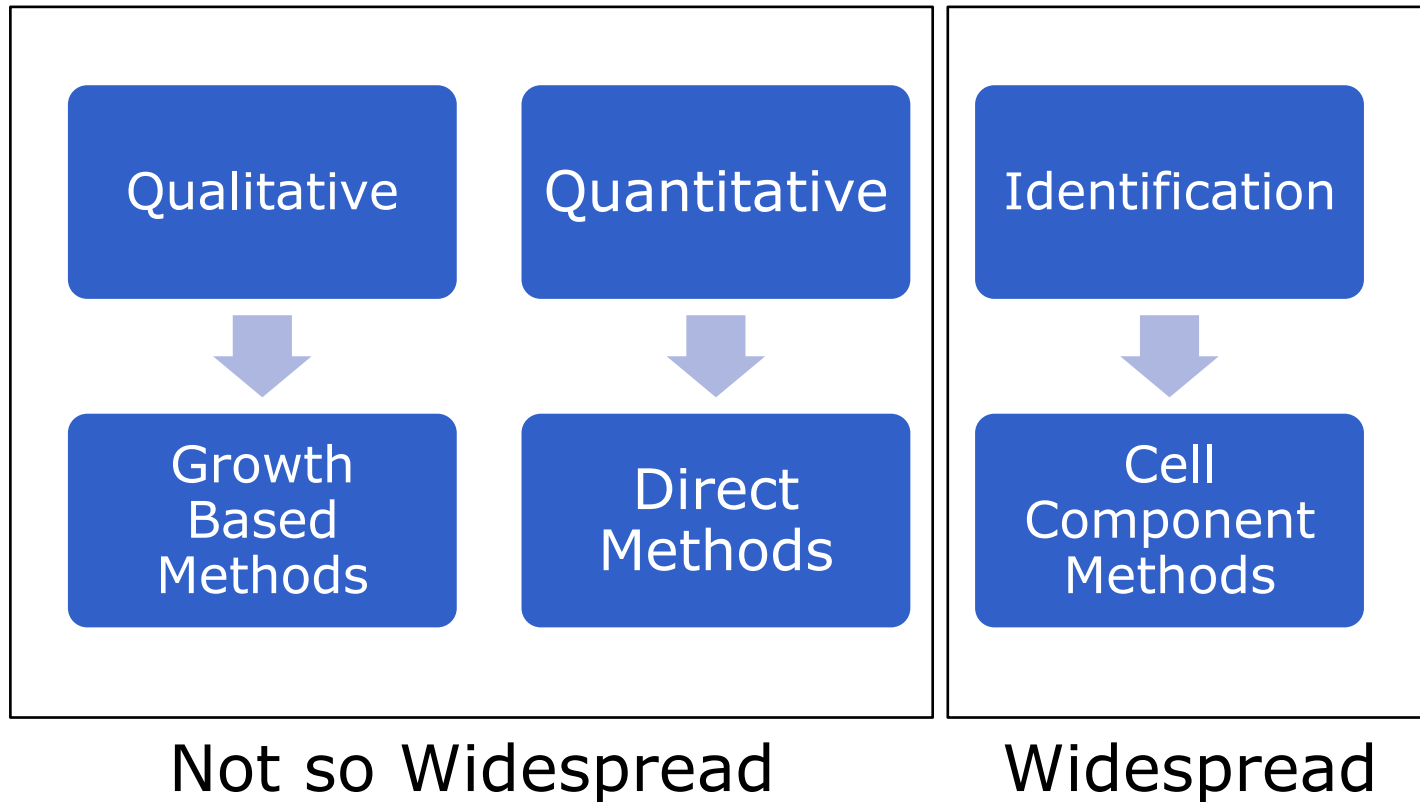 Qualitative
Quantitative
Identification
Growth
Based
Methods
Direct
Methods
Cell
Component
Methods
Not so Widespread
Widespread